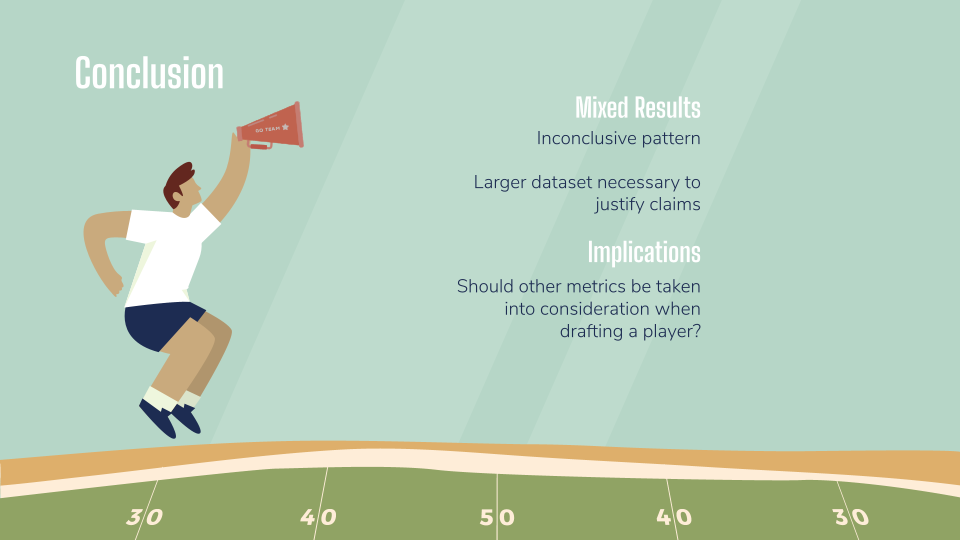 Conclusion
GO TEAM
Mixed Results
Inconclusive pattern
Larger dataset necessary to
justify claims
Implications
Should other metrics be taken
into consideration when
drafting a player?
30 40 50 40 30